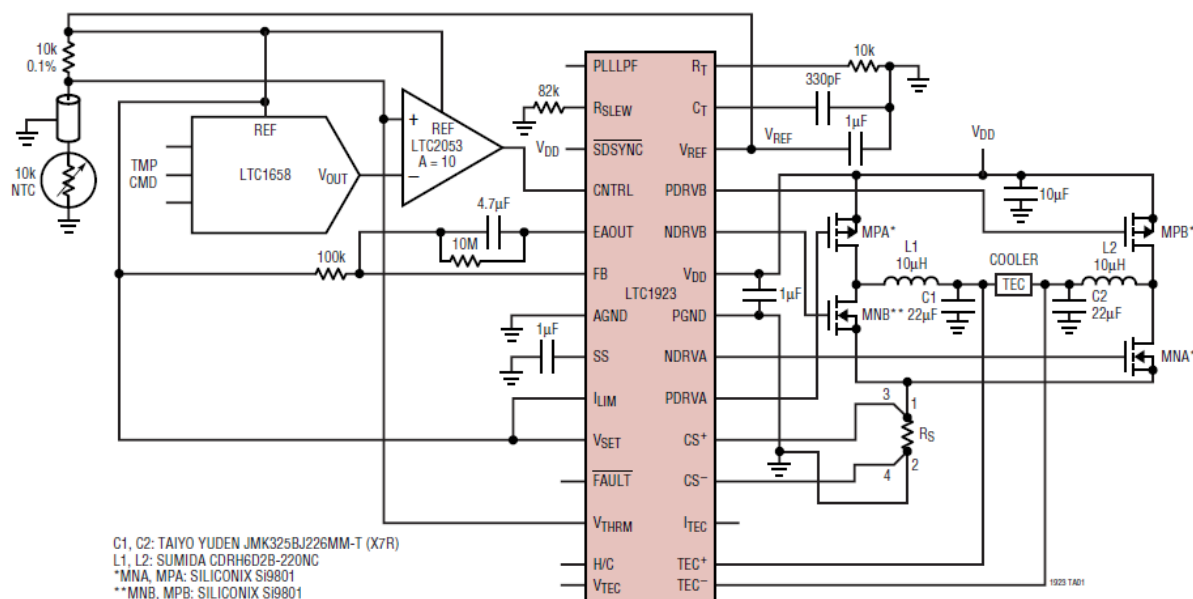 10k
0.1%
10k
NTC
TMP
CMD
REF
LTC1658
VOUT
+
−
REF
LTC2053
A = 10
82k
VDD
4.7µF
10M
100k
1µF
PLLLPF
RSLEW
SDSYNC
CNTRL
EAOUT
FB
AGND
SS
ILIM
VSET
FAULT
VTHRM
H/C
VTEC
LTC1923
RT
CT
VREF
PDRVB
NDRVB
VDD
PGND
NDRVA
PDRVA
CS+
CS−
ITEC
TEC+
TEC−
10k
330pF
1µF
VREF
VDD
10µF
MPA*
MPB*
L1
10µH
COOLER
TEC
L2
10µH
1µF
MNB**
C1
22µF
C2
22µF
MNA*
3
1
RS
2
4
C1, C2: TAIYO YUDEN JMK325BJ226MM-T (X7R)
L1, L2: SUMIDA CDRH6D2B-220NC
*MNA, MPA: SILICONIX Si9801
**MNB, MPB: SILICONIX Si9801
1923 TA01